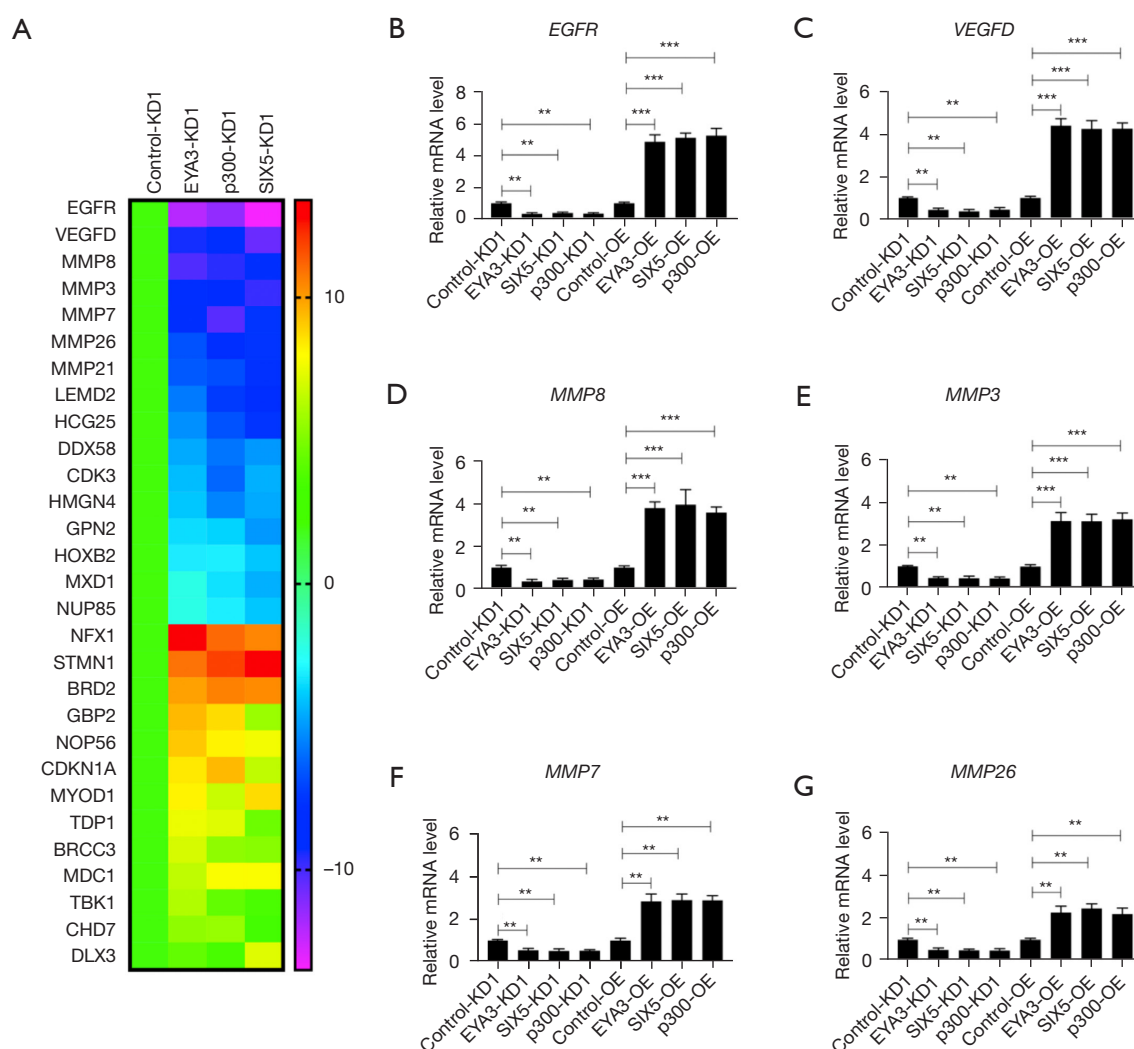 A
Control-KD1
EYA3-KD1
p300-KD1
SIX5-KD1
EGFR
VEGFD
MMP8
MMP3
MMP7
MMP26
MMP21
LEMD2
HCG25
DDX58
CDK3
HMGN4
GPN2
HOXB2
MXD1
NUP85
NFX1
STMN1
BRD2
GBP2
NOP56
CDKN1A
MYOD1
TDP1
BRCC3
MDC1
TBK1
CHD7
DLX3
10
0
−10
B
EGFR
Relative mRNA level
8
6
4
2
0
**
**
**
***
***
***
Control-KD1
EYA3-KD1
SIX5-KD1
p300-KD1
Control-OE
EYA3-OE
SIX5-OE
p300-OE
C
VEGFD
Relative mRNA level
6
4
2
0
**
**
**
***
***
***
Control-KD1
EYA3-KD1
SIX5-KD1
p300-KD1
Control-OE
EYA3-OE
SIX5-OE
p300-OE
D
MMP8
Relative mRNA level
6
4
2
0
**
**
**
***
***
***
Control-KD1
EYA3-KD1
SIX5-KD1
p300-KD1
Control-OE
EYA3-OE
SIX5-OE
p300-OE
E
MMP3
Relative mRNA level
6
4
2
0
**
**
**
***
***
***
Control-KD1
EYA3-KD1
SIX5-KD1
p300-KD1
Control-OE
EYA3-OE
SIX5-OE
p300-OE
F
MMP7
Relative mRNA level
6
4
2
0
**
**
**
**
**
**
Control-KD1
EYA3-KD1
SIX5-KD1
p300-KD1
Control-OE
EYA3-OE
SIX5-OE
p300-OE
G
MMP26
Relative mRNA level
6
4
2
0
**
**
**
**
**
**
Control-KD1
EYA3-KD1
SIX5-KD1
p300-KD1
Control-OE
EYA3-OE
SIX5-OE
p300-OE